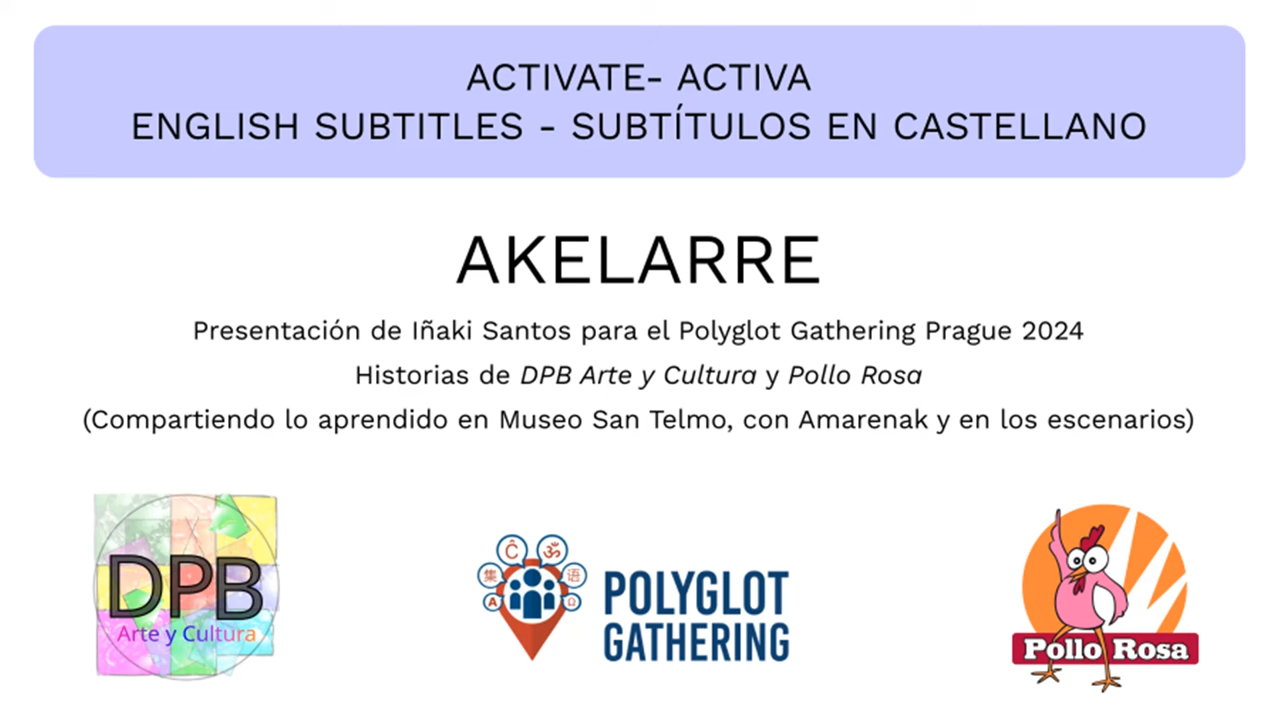 ACTIVATE- ACTIVA
ENGLISH SUBTITLES - SUBTÍTULOS EN CASTELLANO
AKELARRE
Presentación de Iñaki Santos para el Polyglot Gathering Prague 2024
Historias de DPB Arte y Cultura y Pollo Rosa
(Compartiendo lo aprendido en Museo San Telmo, con Amarenak y en los escenarios)
DPB
Arte y Cultura
Ĉ ॐ
集 语
A Ω
POLYGLOT
GATHERING
Pollo Rosa